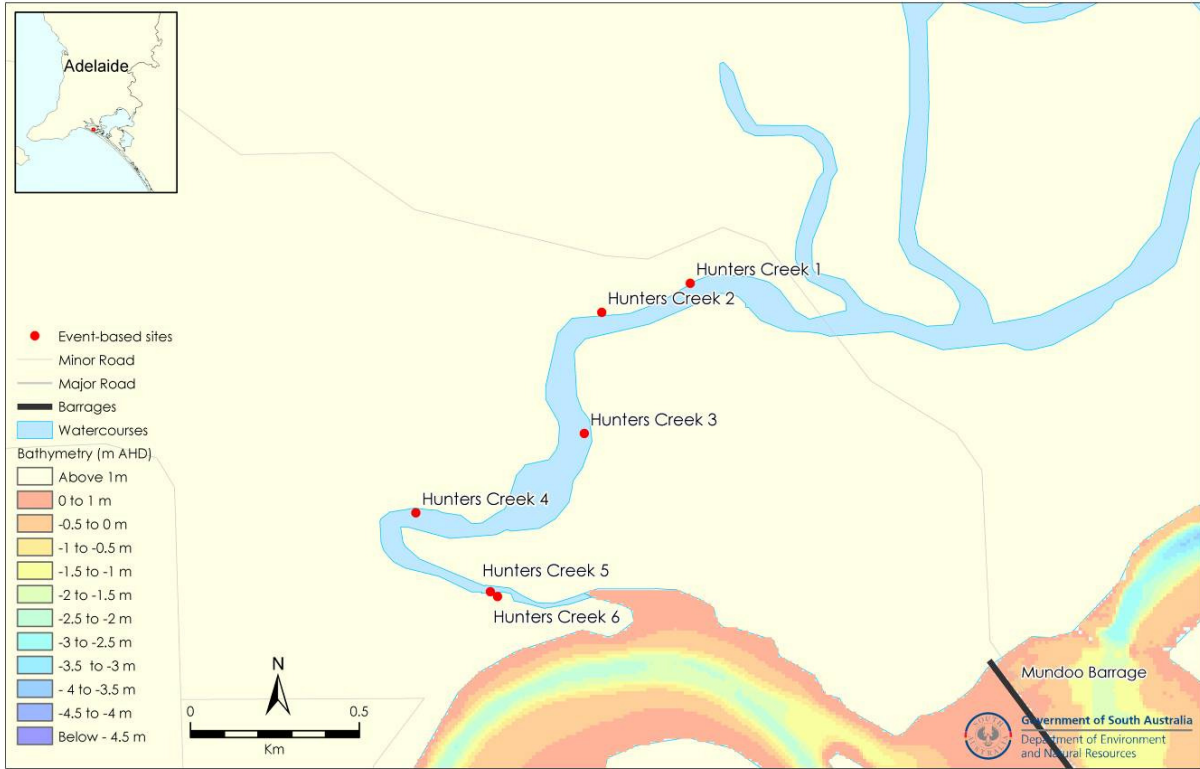 Adelaide
Hunters Creek 1
Hunters Creek 2
Hunters Creek 3
Hunters Creek 4
Hunters Creek 5
Hunters Creek 6
Event-based sites
Minor Road
Major Road
Barrages
Watercourses
Bathymetry (m AHD)
Above 1m
0 to 1 m
-0.5 to 0 m
-1 to -0.5 m
-1.5 to -1 m
-2 to -1.5 m
-2.5 to -2 m
-3 to -2.5 m
-3.5 to -3 m
- 4 to -3.5 m
-4.5 to -4 m
Below - 4.5 m
N
0 0.5
Km
Mundoo Barrage
Government of South Australia
Department of Environment
and Natural Resources